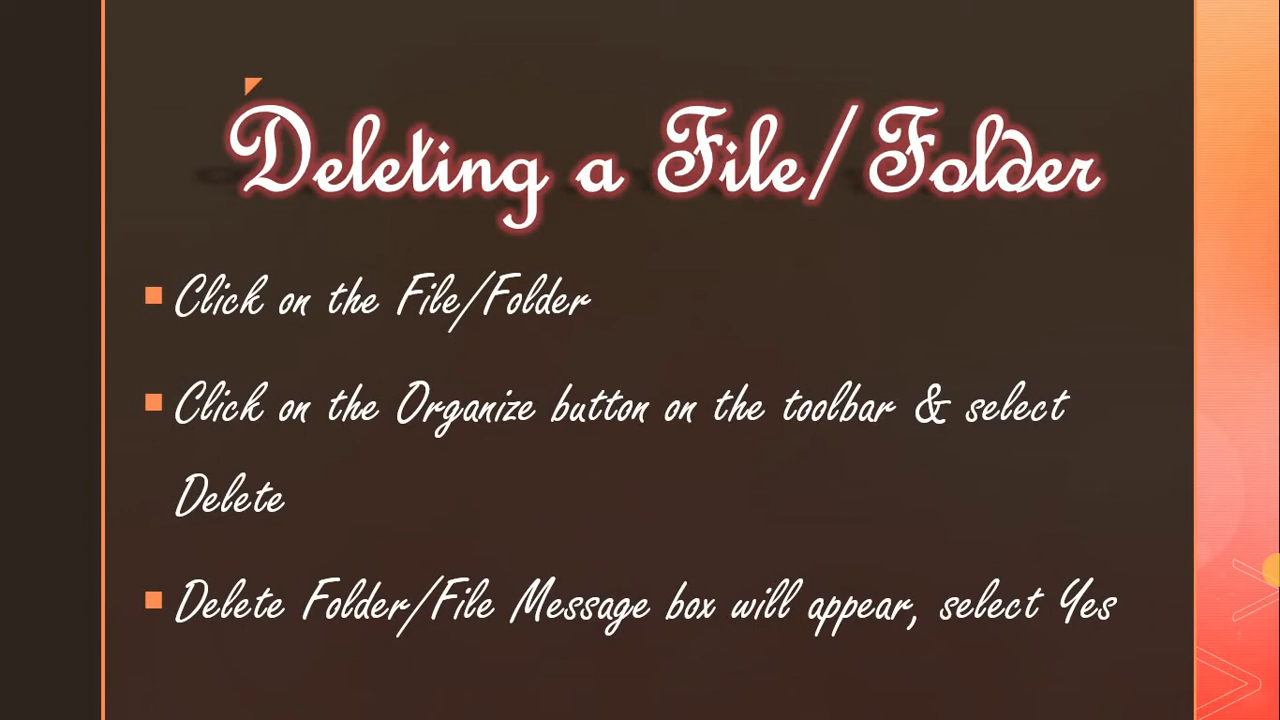 Deleting a File/Folder
Click on the File/Folder
Click on the Organize button on the toolbar & select
Delete
Delete Folder/File Message box will appear, select Yes